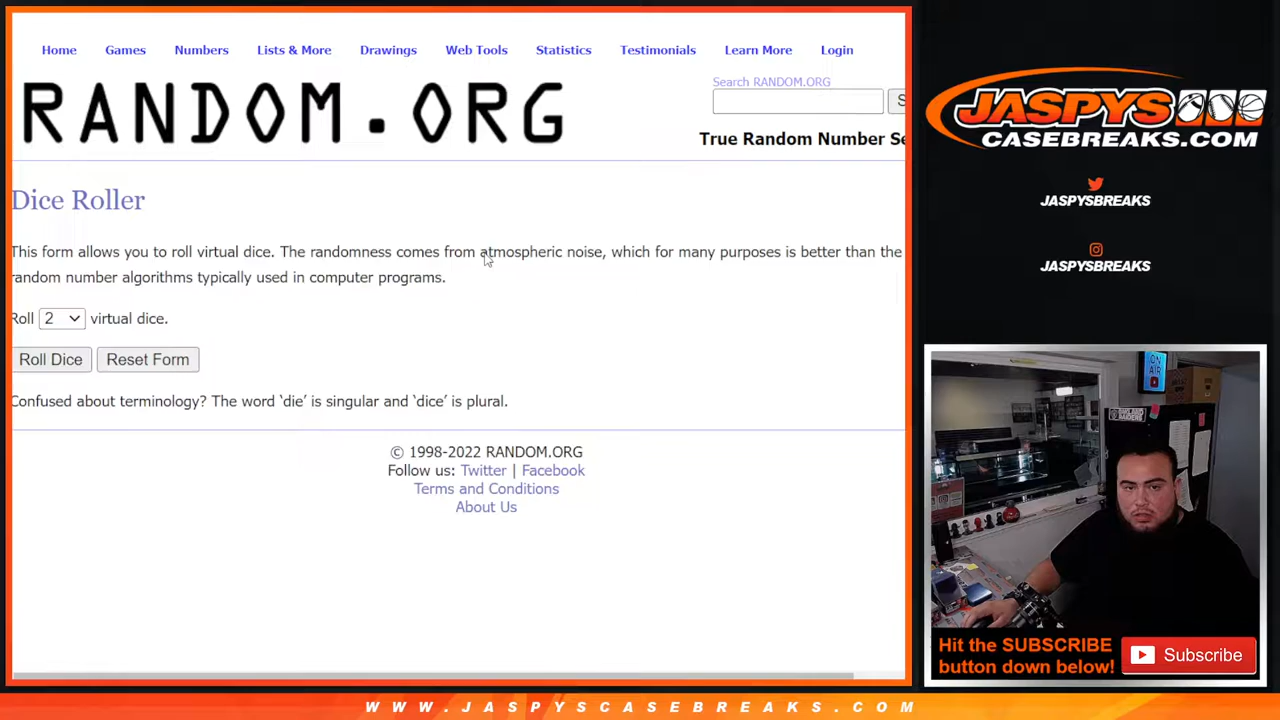 Home Games Numbers Lists & More Drawings Web Tools Statistics Testimonials Learn More Login
Search RANDOM.ORG
RANDOM.ORG
S
True Random Number Se
Dice Roller
This form allows you to roll virtual dice. The randomness comes from atmospheric noise, which for many purposes is better than the
random number algorithms typically used in computer programs.
Roll 2 virtual dice.
Roll Dice Reset Form
Confused about terminology? The word ‘die’ is singular and ‘dice’ is plural.
© 1998-2022 RANDOM.ORG
Follow us: Twitter | Facebook
Terms and Conditions
About Us
JASPYS
CASEBREAKS.COM
JASPYSBREAKS
JASPYSBREAKS
ON
AIR
Hit the SUBSCRIBE
button down below!
Subscribe
WWW.JASPYSCASEBREAKS.COM